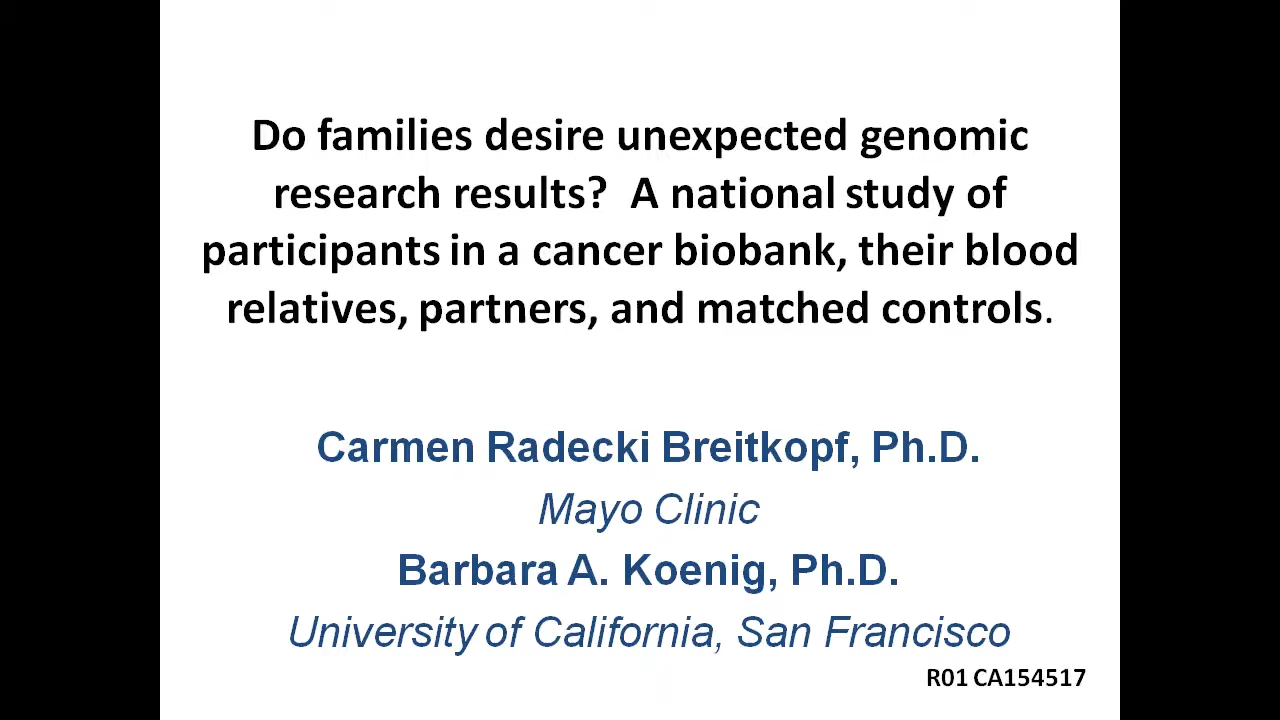 Do families desire unexpected genomic
research results?  A national study of
participants in a cancer biobank, their blood
relatives, partners, and matched controls.
Carmen Radecki Breitkopf, Ph.D.
Mayo Clinic
Barbara A. Koenig, Ph.D.
University of California, San Francisco
R01 CA154517